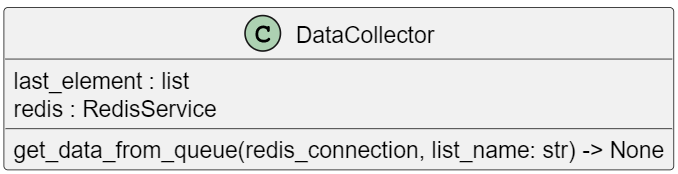 C DataCollector
last_element : list
redis : RedisService
get_data_from_queue(redis_connection, list_name: str) -> None